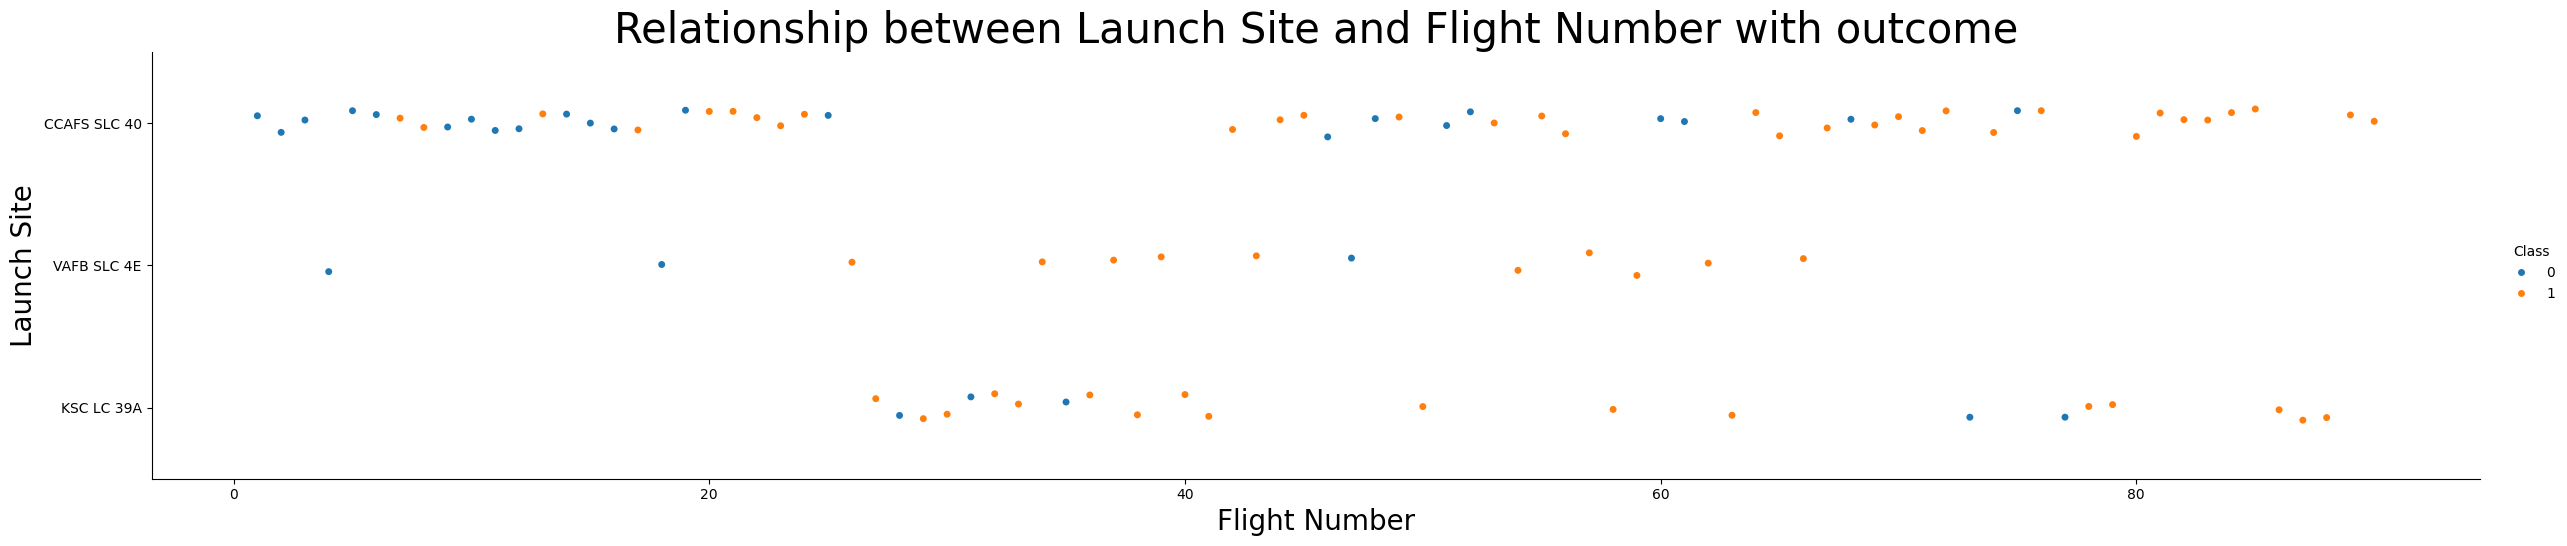 Relationship between Launch Site and Flight Number with outcome
Launch Site
CCAFS SLC 40
VAFB SLC 4E
KSC LC 39A
0
20
40
60
80
Flight Number
Class
0
1